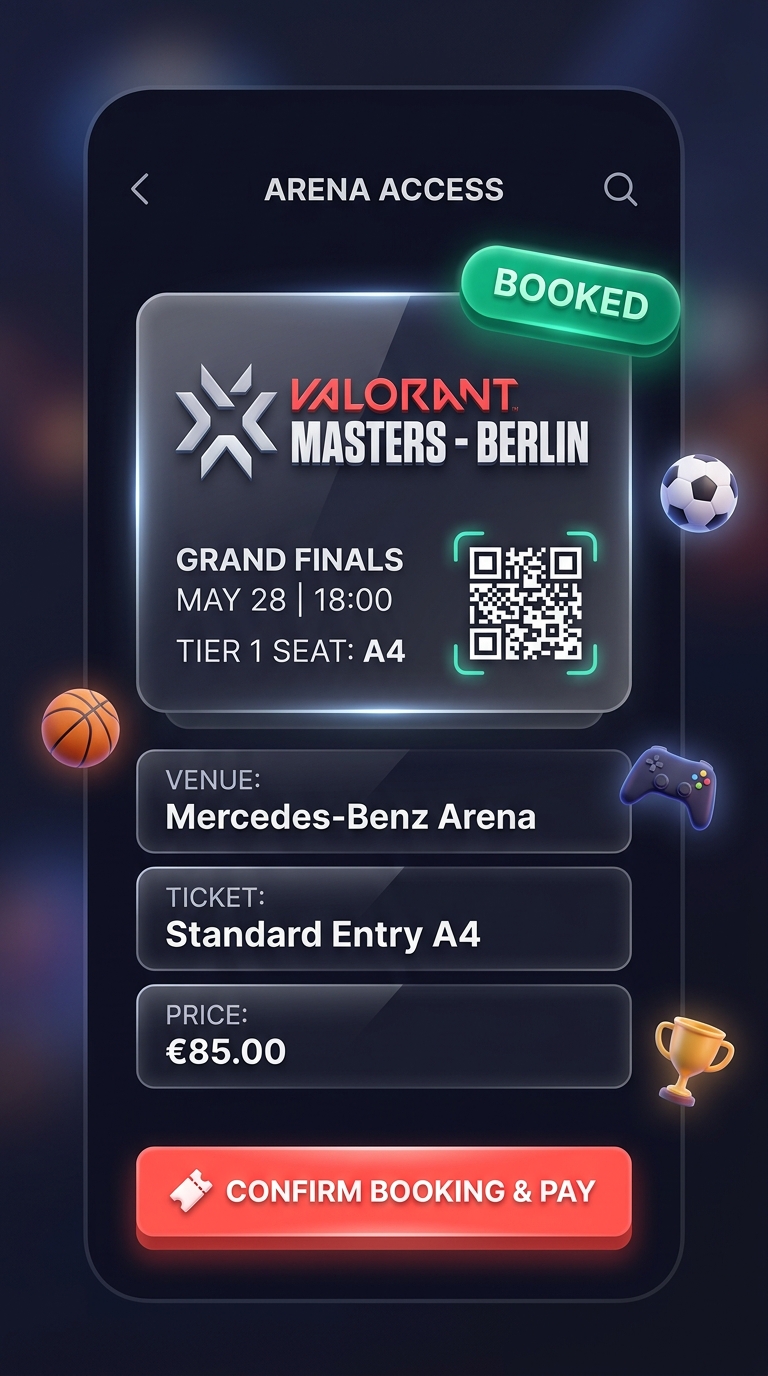 ARENA ACCESS
BOOKED
VALORANT™
MASTERS - BERLIN
GRAND FINALS
MAY 28 | 18:00
TIER 1 SEAT: A4
VENUE:
Mercedes-Benz Arena
TICKET:
Standard Entry A4
PRICE:
€85.00
CONFIRM BOOKING & PAY